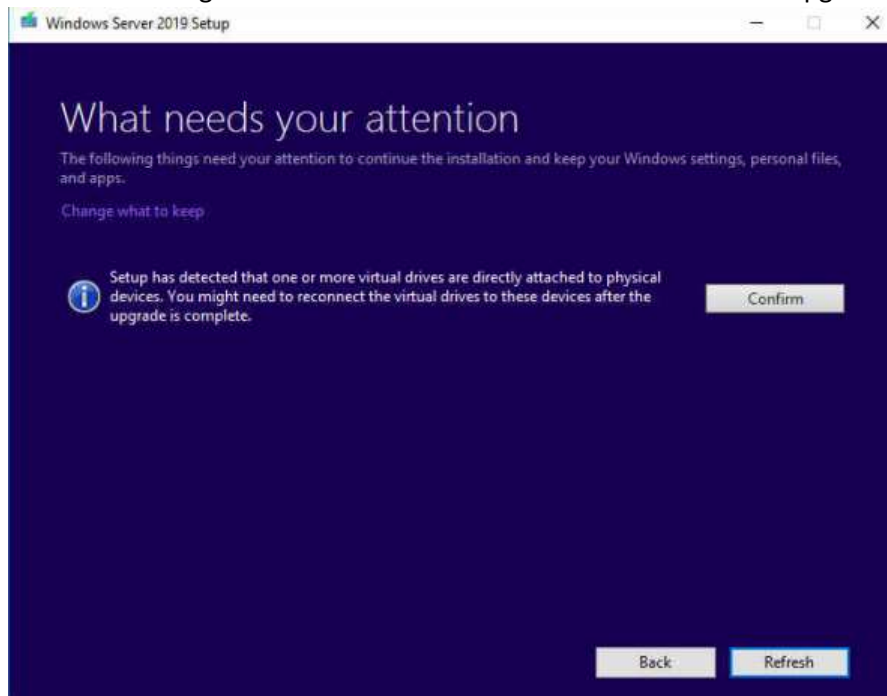 Windows Server 2019 Setup
What needs your attention
The following things need your attention to continue the installation and keep your Windows settings, personal files,
and apps.
Change what to keep
Setup has detected that one or more virtual drives are directly attached to physical
devices. You might need to reconnect the virtual drives to these devices after the
upgrade is complete.
Confirm
Back
Refresh